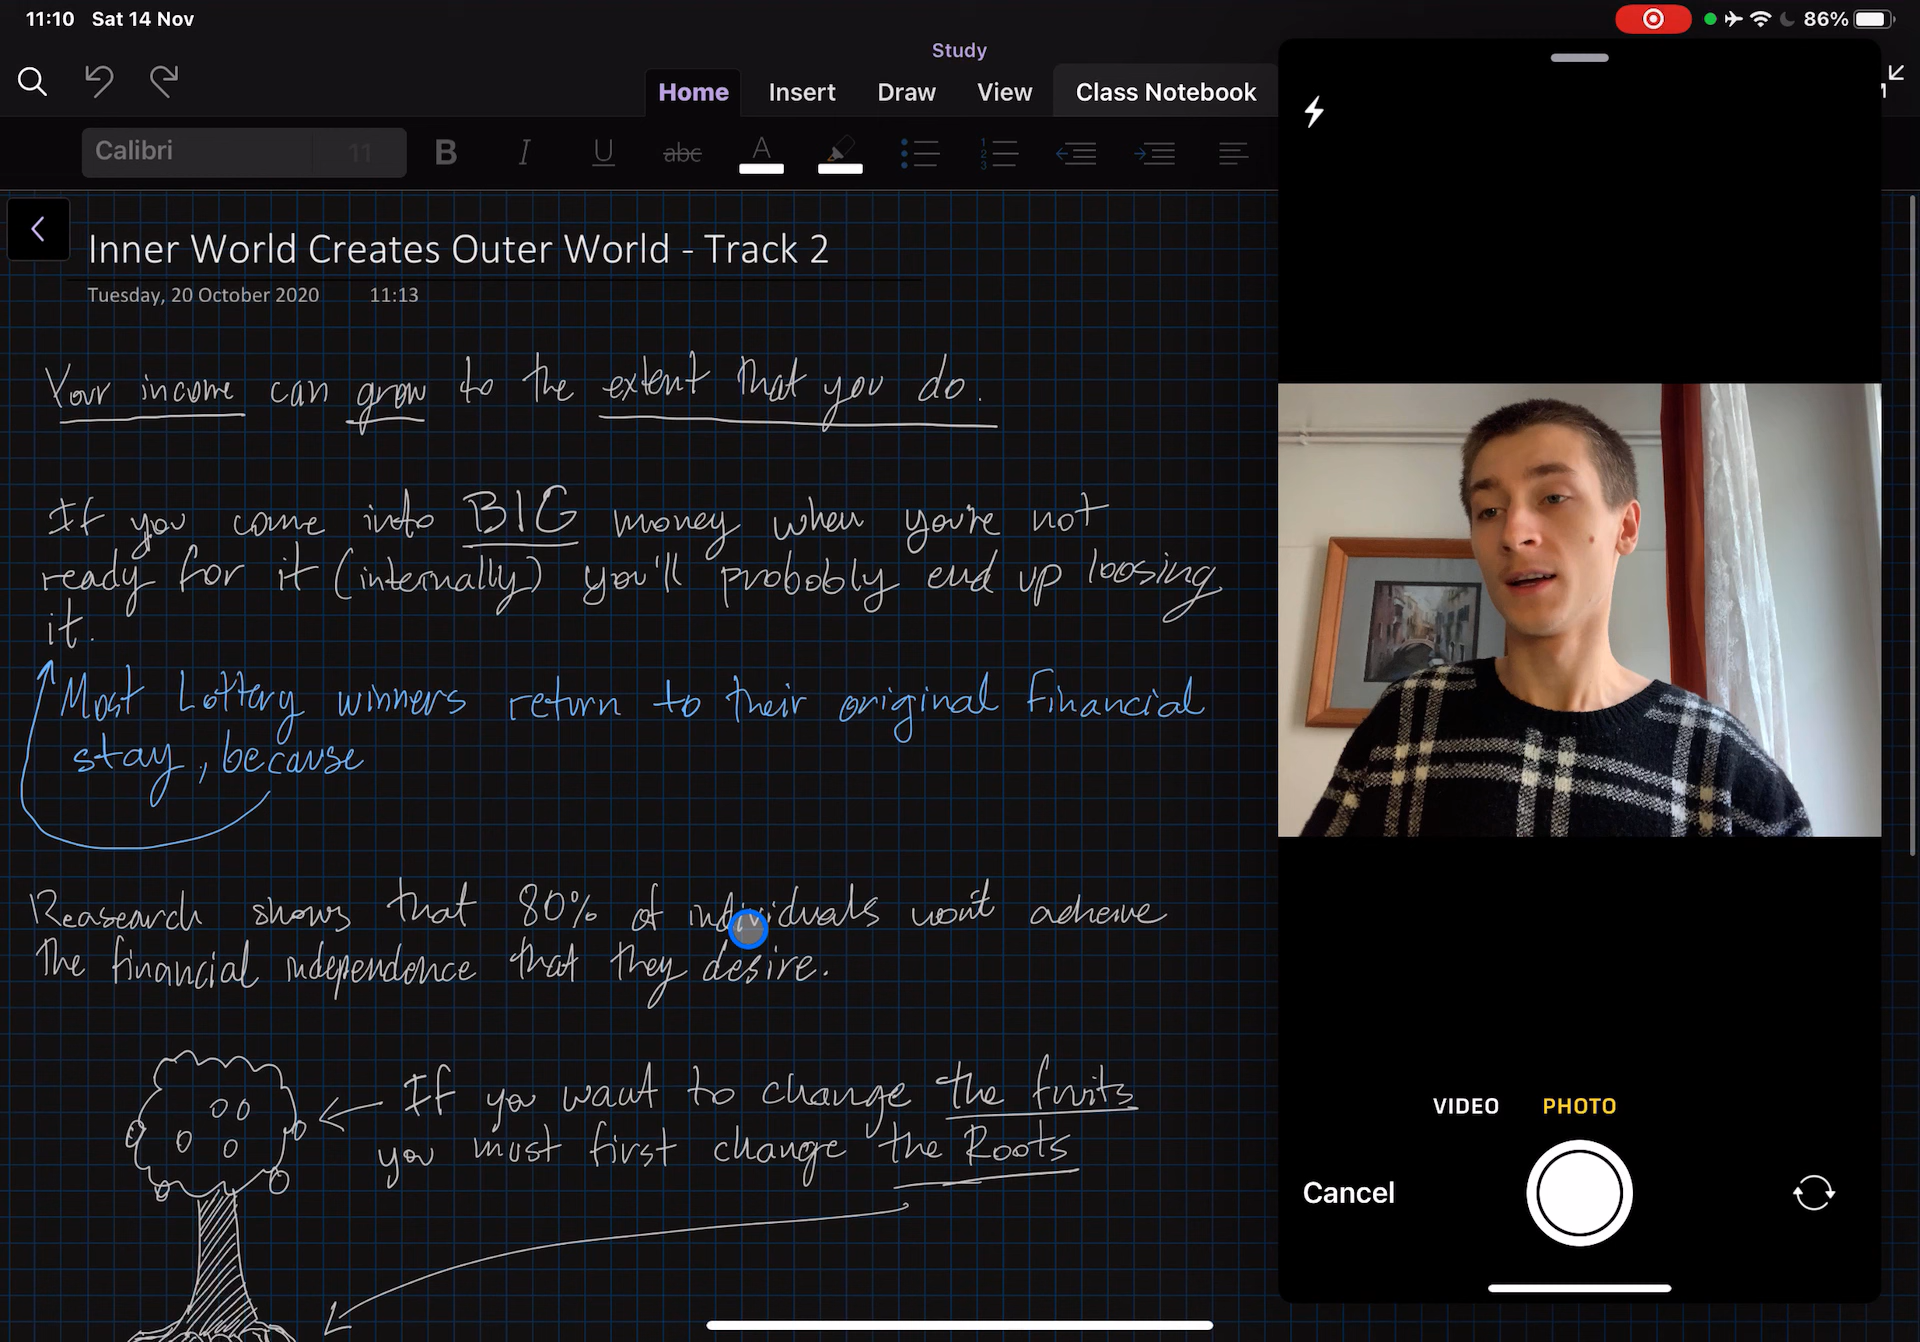 11:10 Sat 14 Nov
86%
Study
Home Insert Draw View Class Notebook
Calibri 11 B I U abc A
Inner World Creates Outer World - Track 2
Tuesday, 20 October 2020 11:13
Your income can grow to the extent that you do.
If you come into BIG money when you're not
ready for it (internally) you'll probobly end up loosing
it.
Most Lottery winners return to their original financial
stay, because
Reasearch shows that 80% of individuals won't acheive
the financial independence that they desire.
If you want to change the fruits
you must first change the Roots
VIDEO PHOTO
Cancel